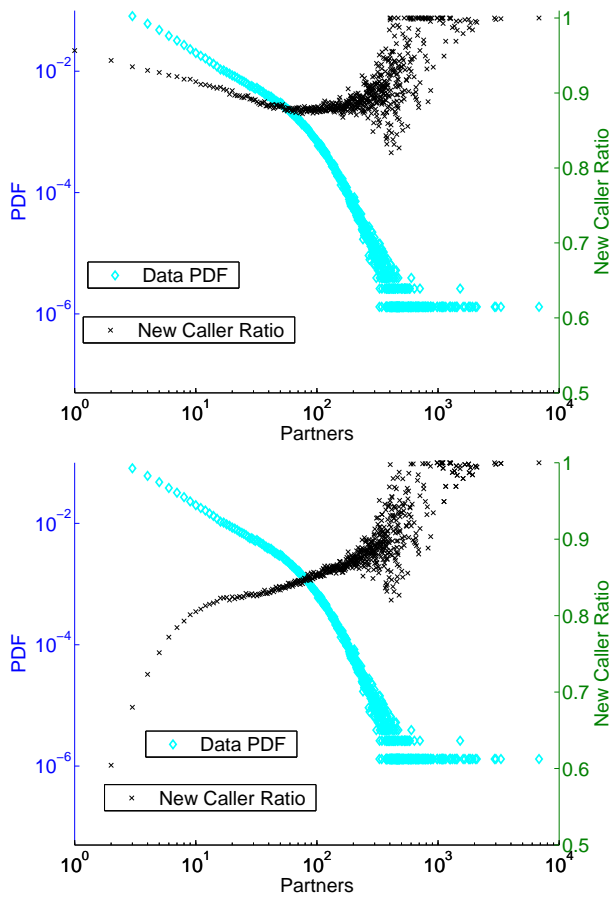 10^-2
10^-4
10^-6
PDF
Data PDF
New Caller Ratio
1
0.9
0.8
0.7
0.6
0.5
New Caller Ratio
10^0
10^1
10^2
10^3
10^4
Partners
10^-2
10^-4
10^-6
PDF
Data PDF
New Caller Ratio
1
0.9
0.8
0.7
0.6
0.5
New Caller Ratio
10^0
10^1
10^2
10^3
10^4
Partners